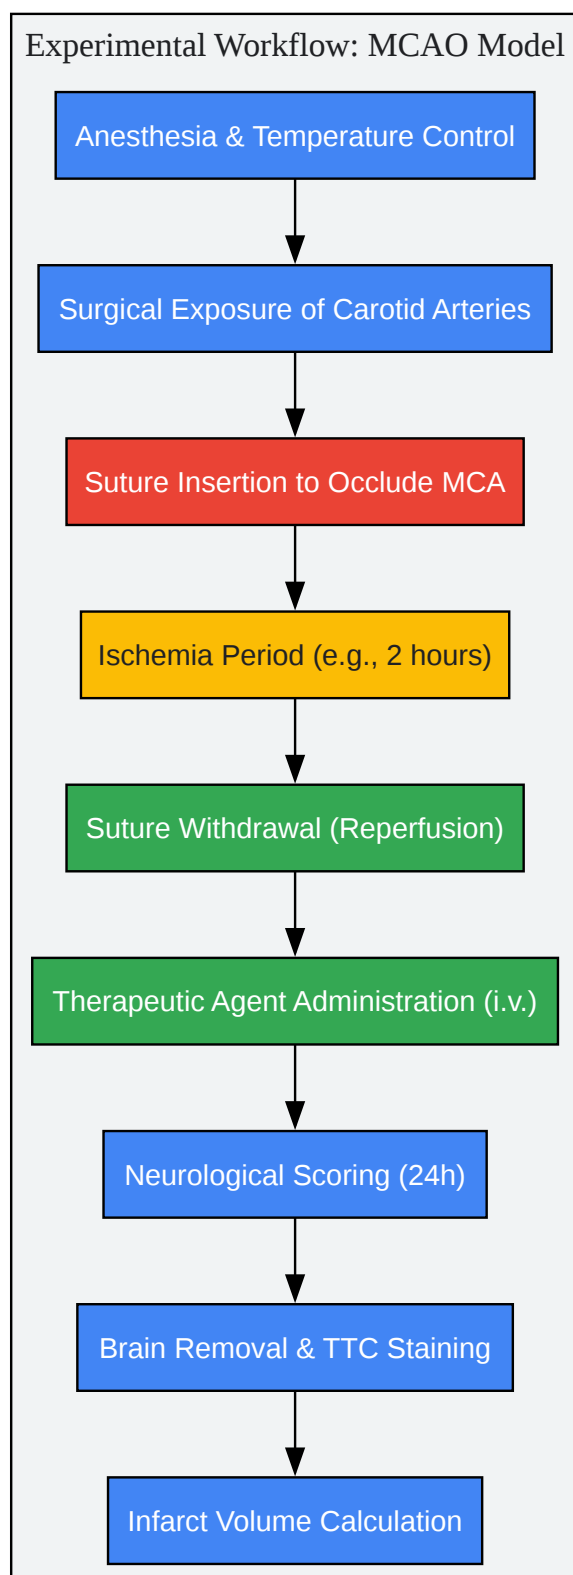 Experimental Workflow: MCAO Model
Anesthesia & Temperature Control
Surgical Exposure of Carotid Arteries
Suture Insertion to Occlude MCA
Ischemia Period (e.g., 2 hours)
Suture Withdrawal (Reperfusion)
Therapeutic Agent Administration (i.v.)
Neurological Scoring (24h)
Brain Removal & TTC Staining
Infarct Volume Calculation